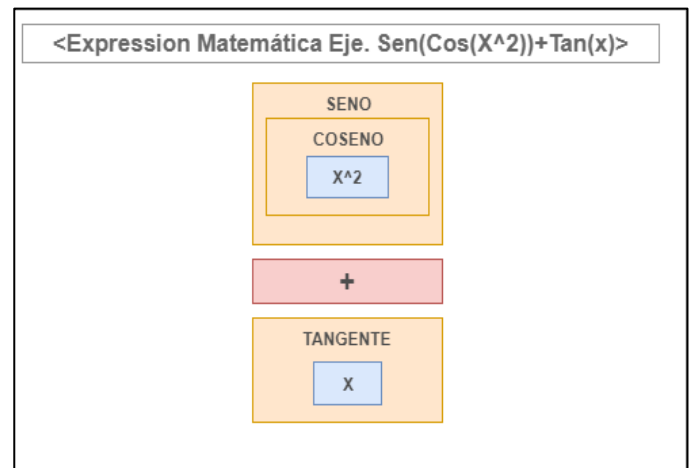 <Expression Matemática Eje. Sen(Cos(X^2))+Tan(x)>
SENO
COSENO
X^2
+
TANGENTE
X